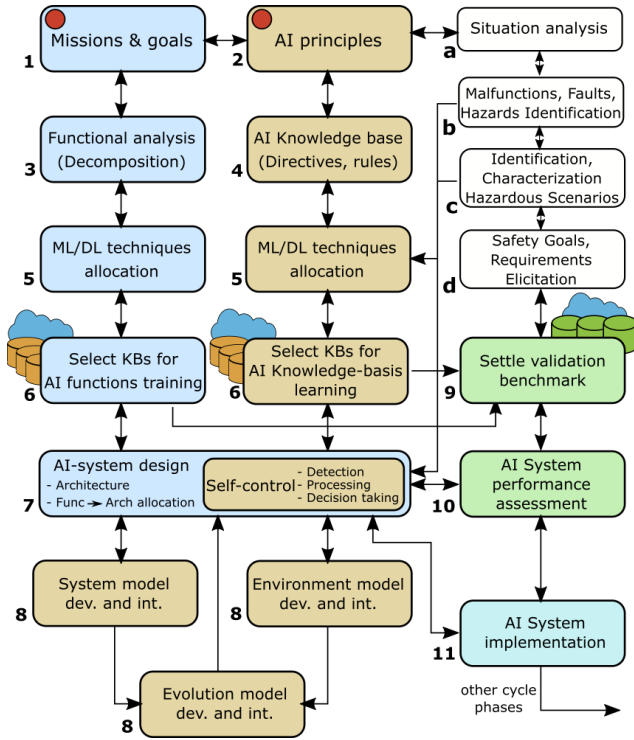 Missions & goals
1
AI principles
2
Situation analysis
a
Malfunctions, Faults,
Hazards Identification
b
Functional analysis
(Decomposition)
3
AI Knowledge base
(Directives, rules)
4
Identification,
Characterization
Hazardous Scenarios
c
ML/DL techniques
allocation
5
ML/DL techniques
allocation
5
Safety Goals,
Requirements
Elicitation
d
Select KBs for
AI functions training
6
Select KBs for
AI Knowledge-basis
learning
6
Settle validation
benchmark
9
AI-system design
- Architecture
- Func → Arch allocation
7
Self-control
- Detection
- Processing
- Decision taking
AI System
performance
assessment
10
System model
dev. and int.
8
Environment model
dev. and int.
8
AI System
implementation
11
Evolution model
dev. and int.
8
other cycle
phases